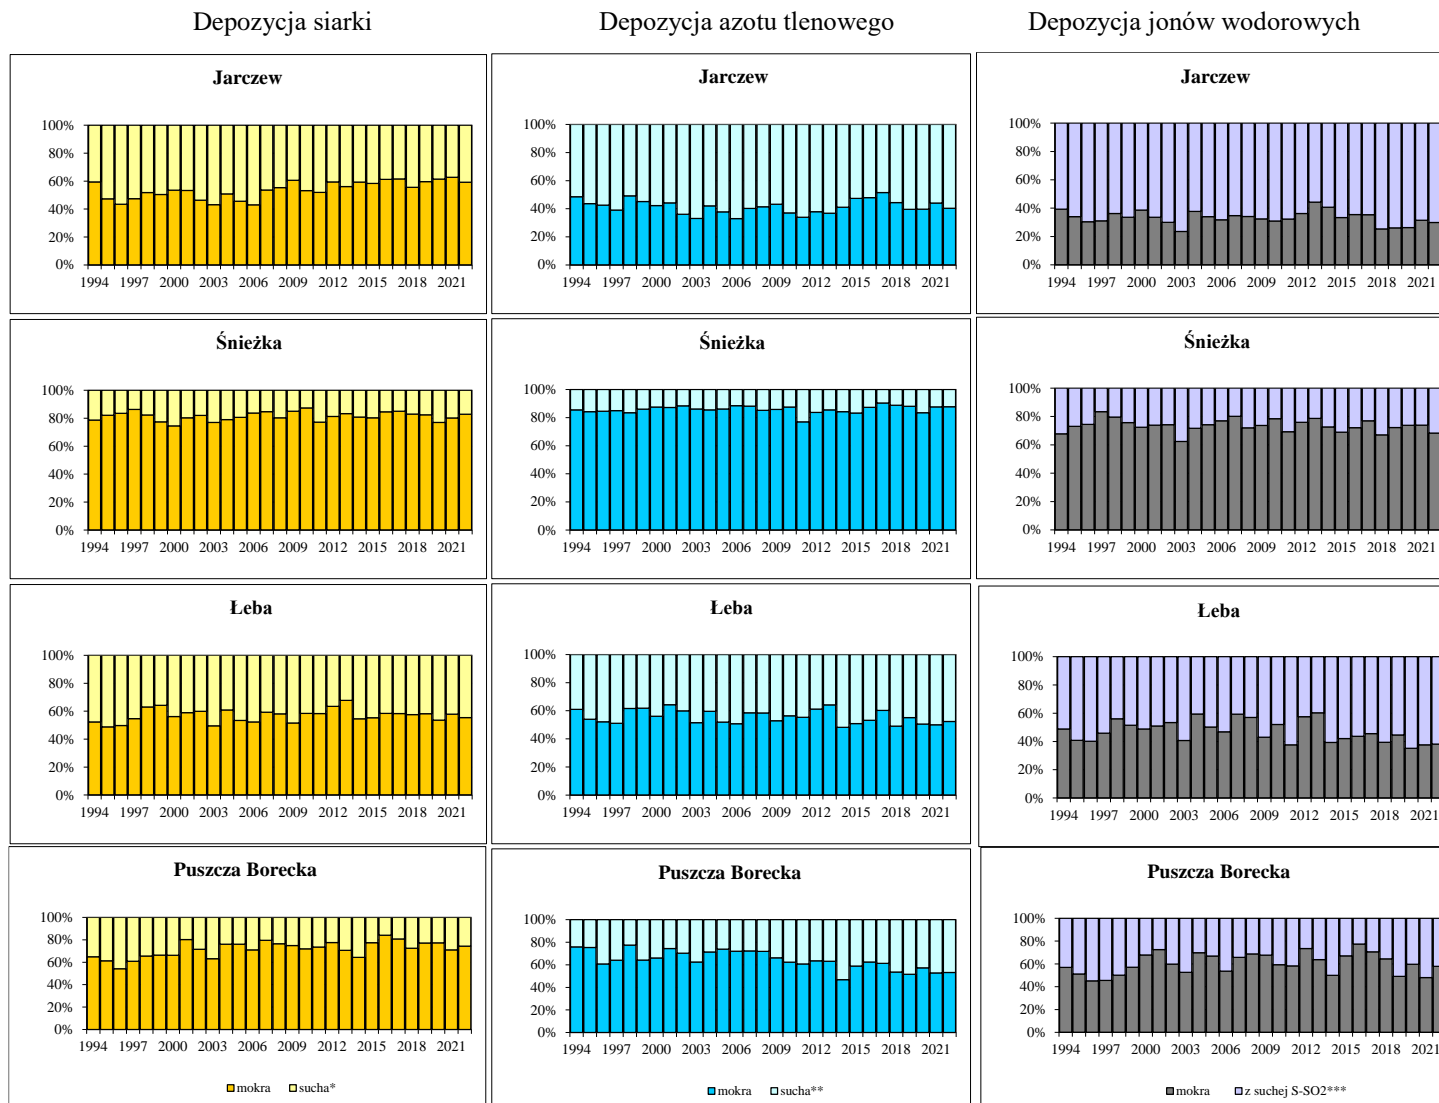 Depozycja siarki
Depozycja azotu tlenowego
Depozycja jonów wodorowych
Jarczew
100%
80%
60%
40%
20%
0%
1994 1997 2000 2003 2006 2009 2012 2015 2018 2021
Jarczew
100%
80%
60%
40%
20%
0%
1994 1997 2000 2003 2006 2009 2012 2015 2018 2021
Jarczew
100%
80%
60%
40%
20%
0%
1994 1997 2000 2003 2006 2009 2012 2015 2018 2021
Śnieżka
100%
80%
60%
40%
20%
0%
1994 1997 2000 2003 2006 2009 2012 2015 2018 2021
Śnieżka
100%
80%
60%
40%
20%
0%
1994 1997 2000 2003 2006 2009 2012 2015 2018 2021
Śnieżka
100%
80%
60%
40%
20%
0%
1994 1997 2000 2003 2006 2009 2012 2015 2018 2021
Łeba
100%
80%
60%
40%
20%
0%
1994 1997 2000 2003 2006 2009 2012 2015 2018 2021
Łeba
100%
80%
60%
40%
20%
0%
1994 1997 2000 2003 2006 2009 2012 2015 2018 2021
Łeba
100%
80%
60%
40%
20%
0%
1994 1997 2000 2003 2006 2009 2012 2015 2018 2021
Puszcza Borecka
100%
80%
60%
40%
20%
0%
1994 1997 2000 2003 2006 2009 2012 2015 2018 2021
mokra sucha*
Puszcza Borecka
100%
80%
60%
40%
20%
0%
1994 1997 2000 2003 2006 2009 2012 2015 2018 2021
mokra sucha**
Puszcza Borecka
100%
80%
60%
40%
20%
0%
1994 1997 2000 2003 2006 2009 2012 2015 2018 2021
mokra z suchej S-SO2***